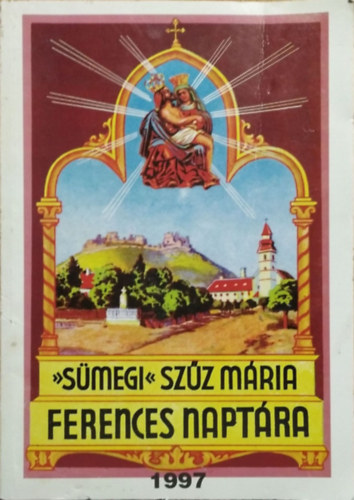 »SÜMEGI« SZŰZ MÁRIA
FERENCES NAPTÁRA
1997